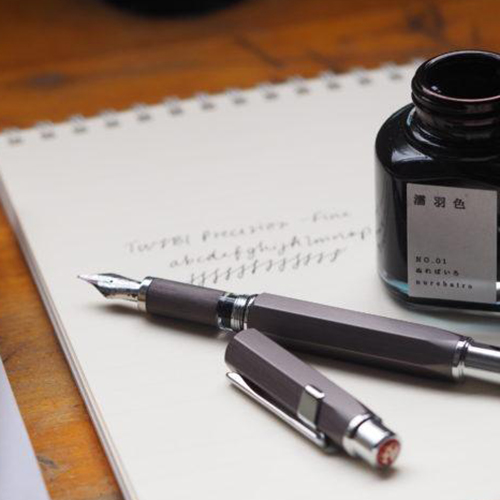 TWSBI Precision - Fine
abcdefghijklmnop
濡羽色
NO.01
ぬればいろ
nurebairo